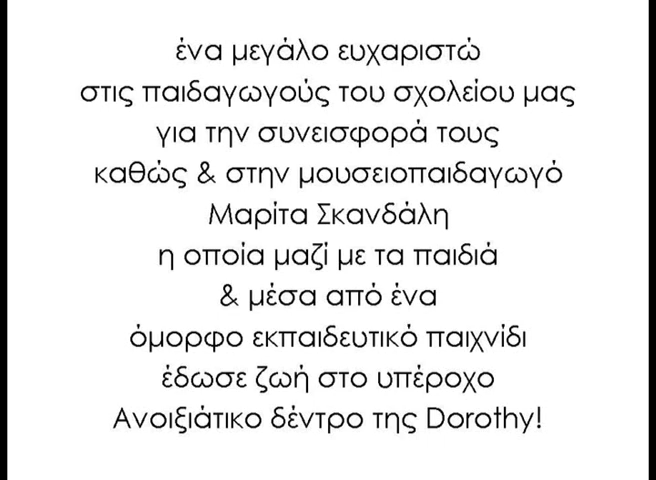 ένα μεγάλο ευχαριστώ
στις παιδαγωγούς του σχολείου μας
για την συνεισφορά τους
καθώς & στην μουσειοπαιδαγωγό
Μαρίτα Σκανδάλη
η οποία μαζί με τα παιδιά
& μέσα από ένα
όμορφο εκπαιδευτικό παιχνίδι
έδωσε ζωή στο υπέροχο
Ανοιξιάτικο δέντρο της Dorothy!